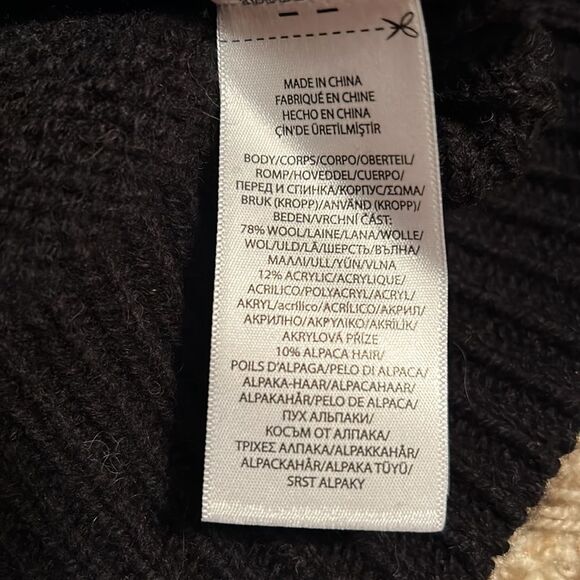 MADE IN CHINA
FABRIQUÉ EN CHINE
HECHO EN CHINA
ÇİN'DE ÜRETİLMİŞTİR
BODY/CORPS/CORPO/OBERTEIL/
ROMP/HOVEDDEL/CUERPO/
ПЕРЕД И СПИНКА/КОРПУС/ΣΩΜΑ/
BRUK (KROPP)/ANVÄND (KROPP)/
BEDEN/VRCHNÍ ČÁST:
78% WOOL/LAINE/LANA/WOLLE/
WOL/ULD/LÃ/ШЕРСТЬ/ВЪЛНА/
ΜΑΛΛΙ/ULL/YÜN/VLNA
12% ACRYLIC/ACRYLIQUE/
ACRILICO/POLYACRYL/ACRYL/
AKRYL/acrílico/ACRÍLICO/АКРИЛ/
АКРИЛНО/ΑΚΡΥΛΙΚΟ/AKRİLİK/
AKRYLOVÁ PŘÍZE
10% ALPACA HAIR/
POILS D'ALPAGA/PELO DI ALPACA/
ALPAKA-HAAR/ALPACAHAAR/
ALPAKAHÅR/PELO DE ALPACA/
ПУХ АЛЬПАКИ/
КОСЪМ ОТ АЛПАКА/
ΤΡΙΧΕΣ ΑΛΠΑΚΑ/ALPAKKAHÅR/
ALPACKAHÅR/ALPAKA TÜYÜ/
SRST ALPAKY